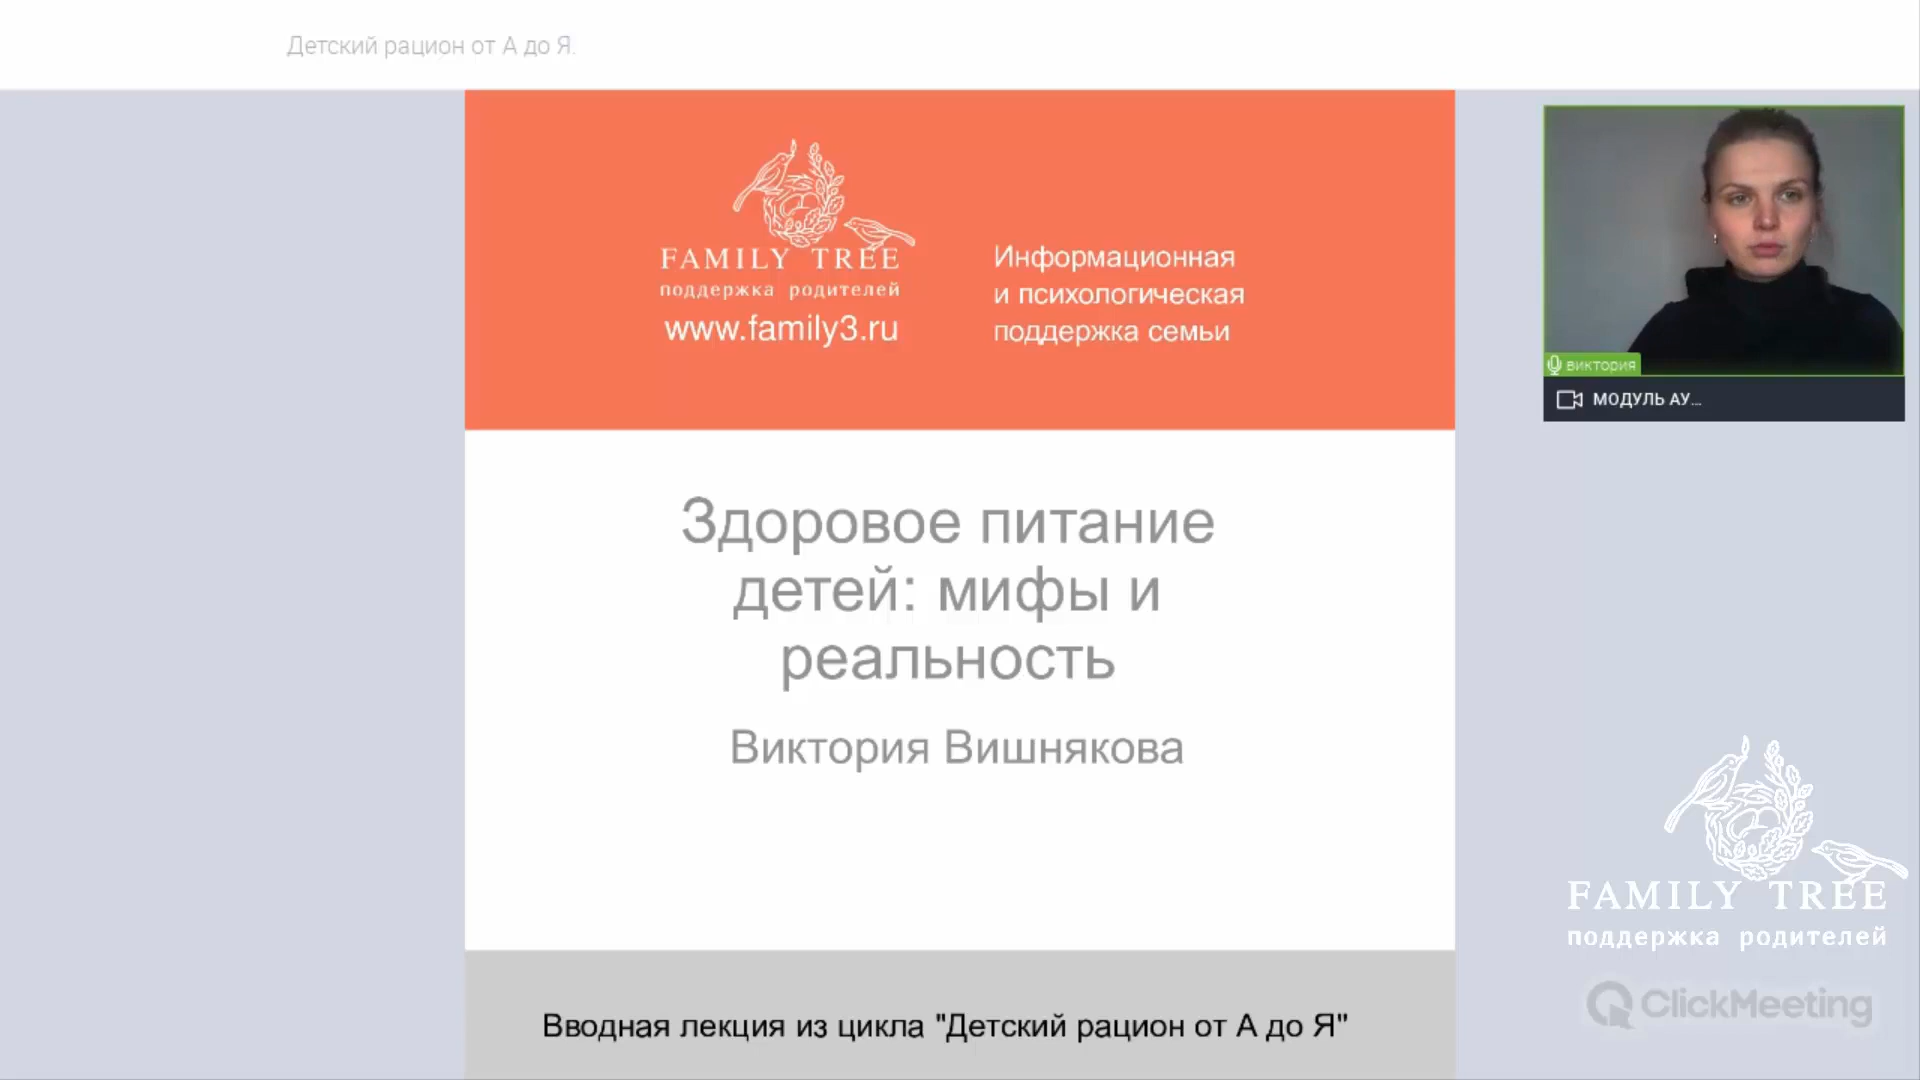 Детский рацион от А до Я.
FAMILY TREE
поддержка родителей
www.family3.ru
Информационная
и психологическая
поддержка семьи
виктория
МОДУЛЬ АУ...
Здоровое питание
детей: мифы и
реальность
Виктория Вишнякова
FAMILY TREE
поддержка родителей
ClickMeeting
Вводная лекция из цикла "Детский рацион от А до Я"